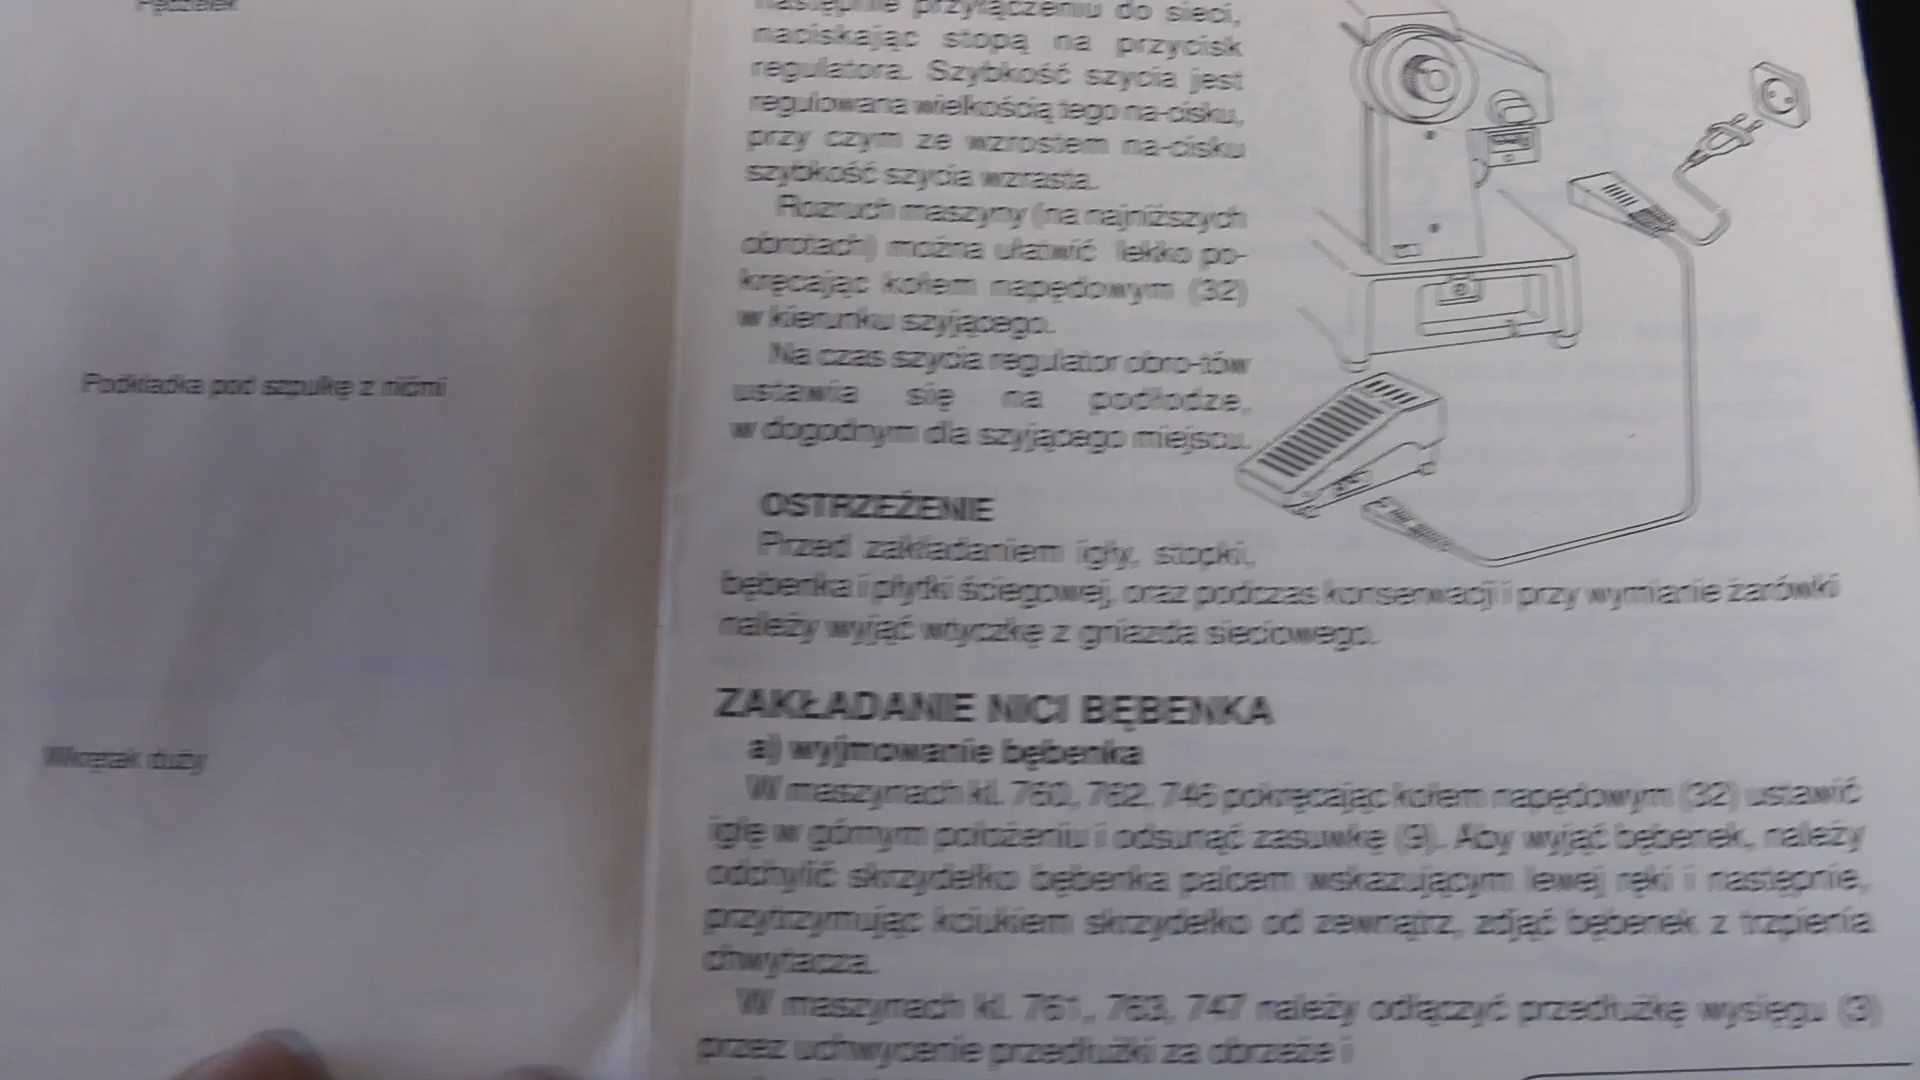 Pędzelek
Podkładka pod szpulkę z nićmi
Wkrętak duży
następnie przyłączeniu do sieci,
naciskając stopą na przycisk
regulatora. Szybkość szycia jest
regulowana wielkością tego na-cisku,
przy czym ze wzrostem na-cisku
szybkość szycia wzrasta.
Rozruch maszyny (na najniższych
obrotach) można ułatwić lekko po-
kręcając kołem napędowym (32)
w kierunku szyjącego.
Na czas szycia regulator obro-tów
ustawia się na podłodze,
w dogodnym dla szyjącego miejscu.
OSTRZEŻENIE
Przed zakładaniem igły, stopki,
bębenka i płytki ściegowej, oraz podczas konserwacji i przy wymianie żarówki
należy wyjąć wtyczkę z gniazda sieciowego.
ZAKŁADANIE NICI BĘBENKA
a) wyjmowanie bębenka
W maszynach kl. 760, 762, 746 pokręcając kołem napędowym (32) ustawić
igłę w górnym położeniu i odsunąć zasuwkę (9). Aby wyjąć bębenek, należy
odchylić skrzydełko bębenka palcem wskazującym lewej ręki i następnie,
przytrzymując kciukiem skrzydełko od zewnątrz, zdjąć bębenek z trzpienia
chwytacza.
W maszynach kl. 761, 763, 747 należy odłączyć przedłużkę wysięgu (3)
przez uchwycenie przedłużki za obrzeże i